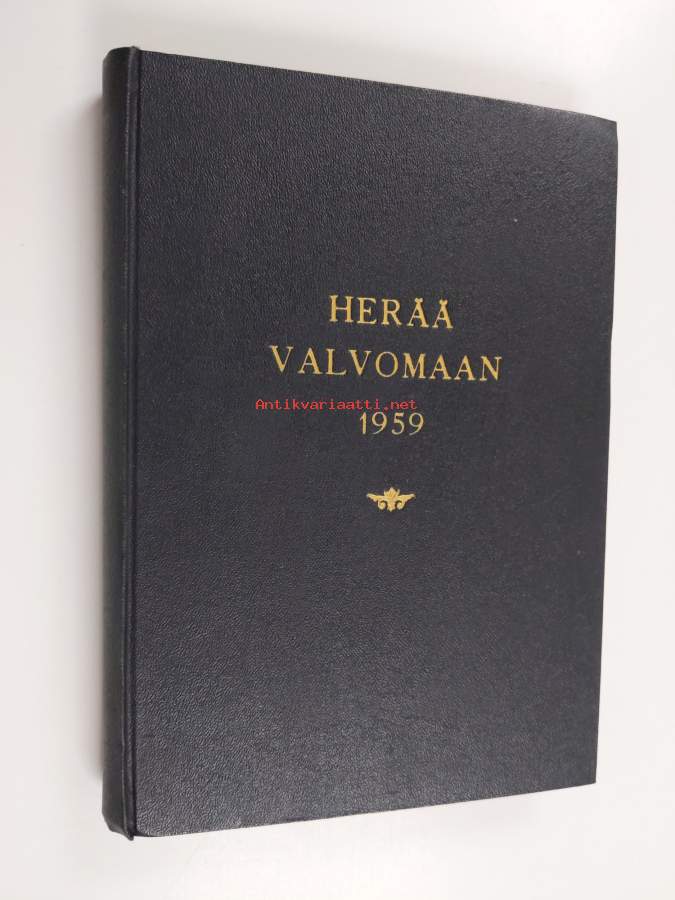 HERÄÄ
VALVOMAAN
Antikvariaatti.net
1959